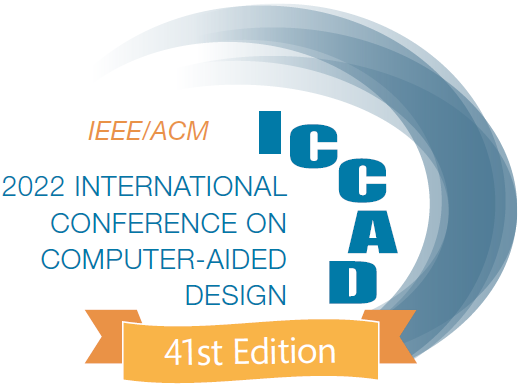 IEEE/ACM
ICCAD
2022 INTERNATIONAL
CONFERENCE ON
COMPUTER-AIDED
DESIGN
41st Edition